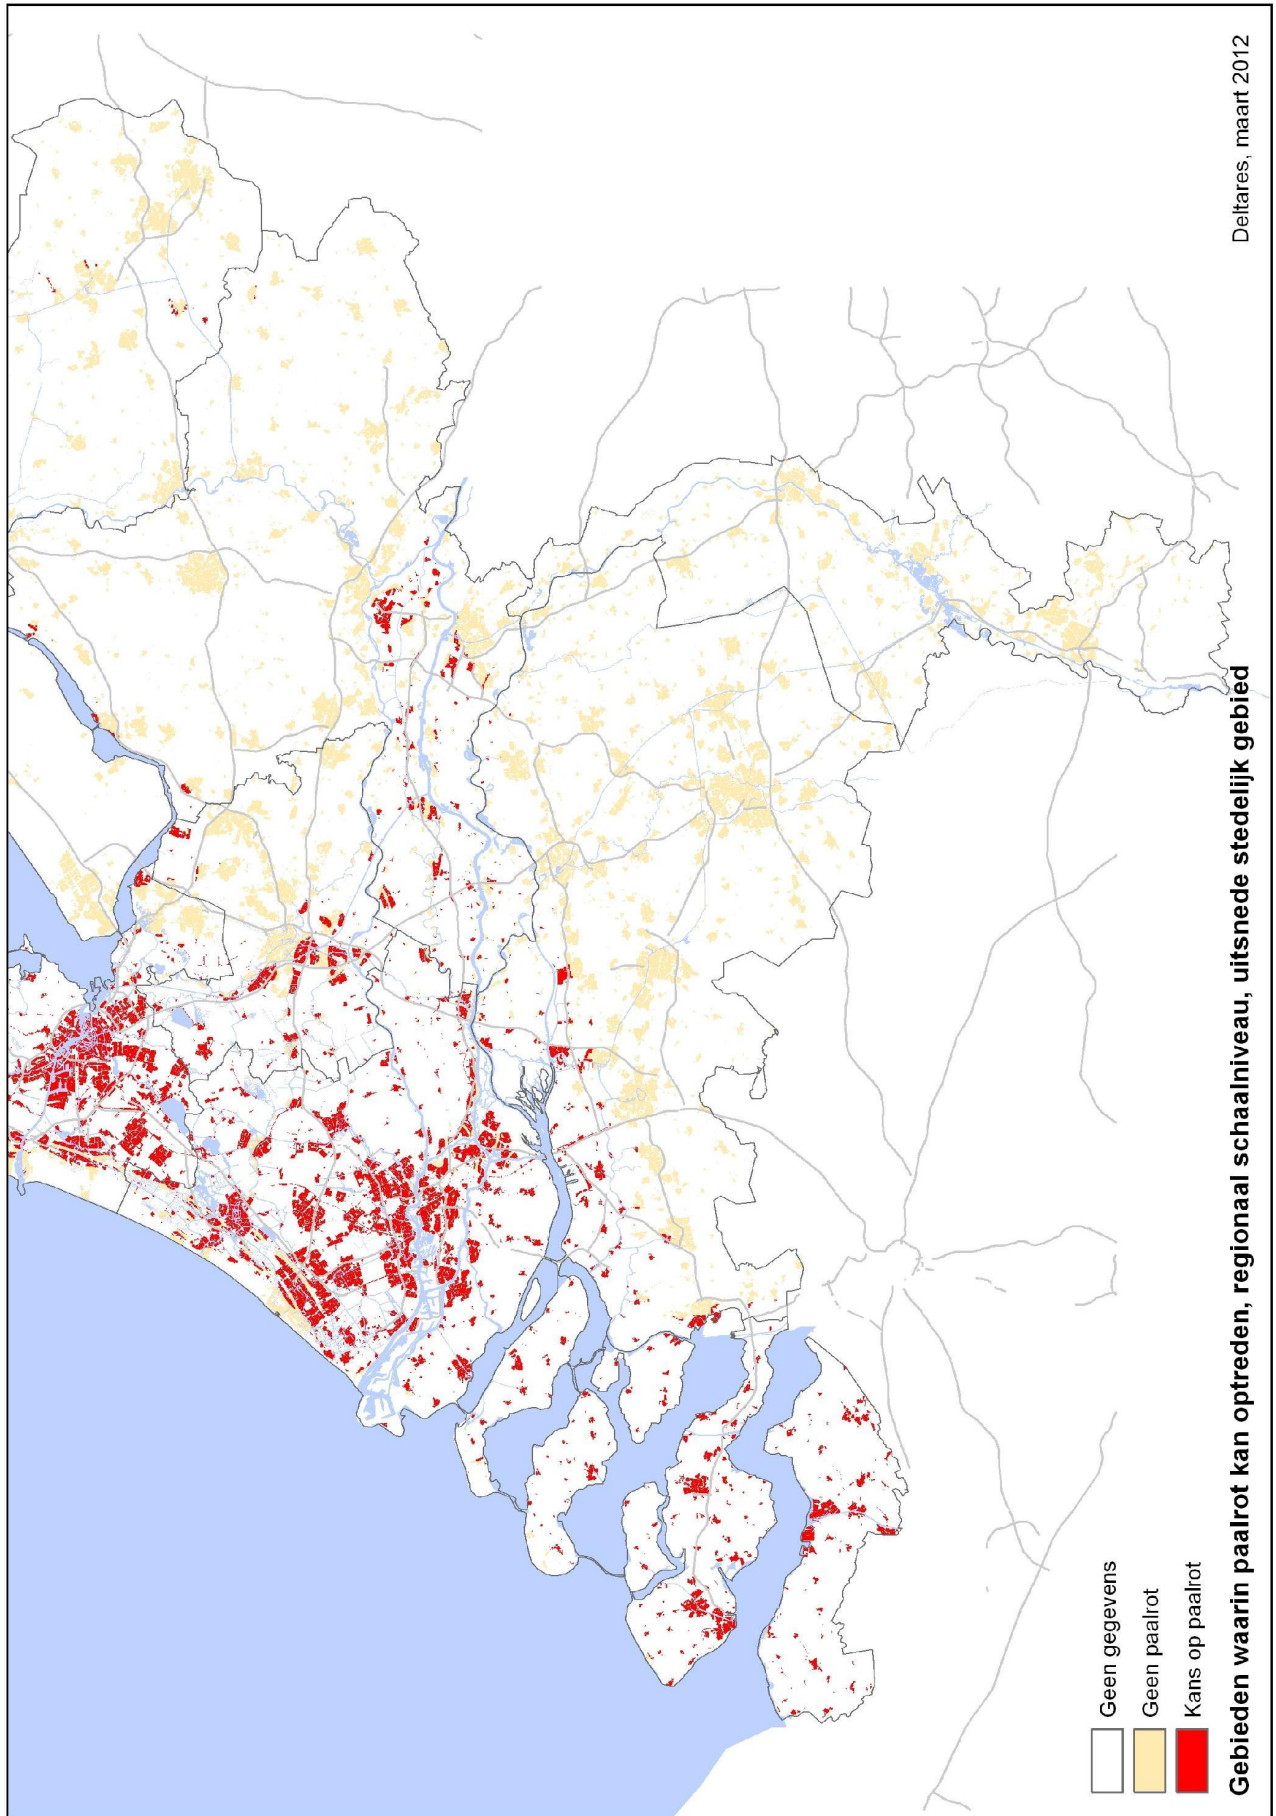 Geen gegevens
Geen paalrot
Kans op paalrot
Gebieden waarin paalrot kan optreden, regionaal schaalniveau, uitsnede stedelijk gebied
Deltares, maart 2012